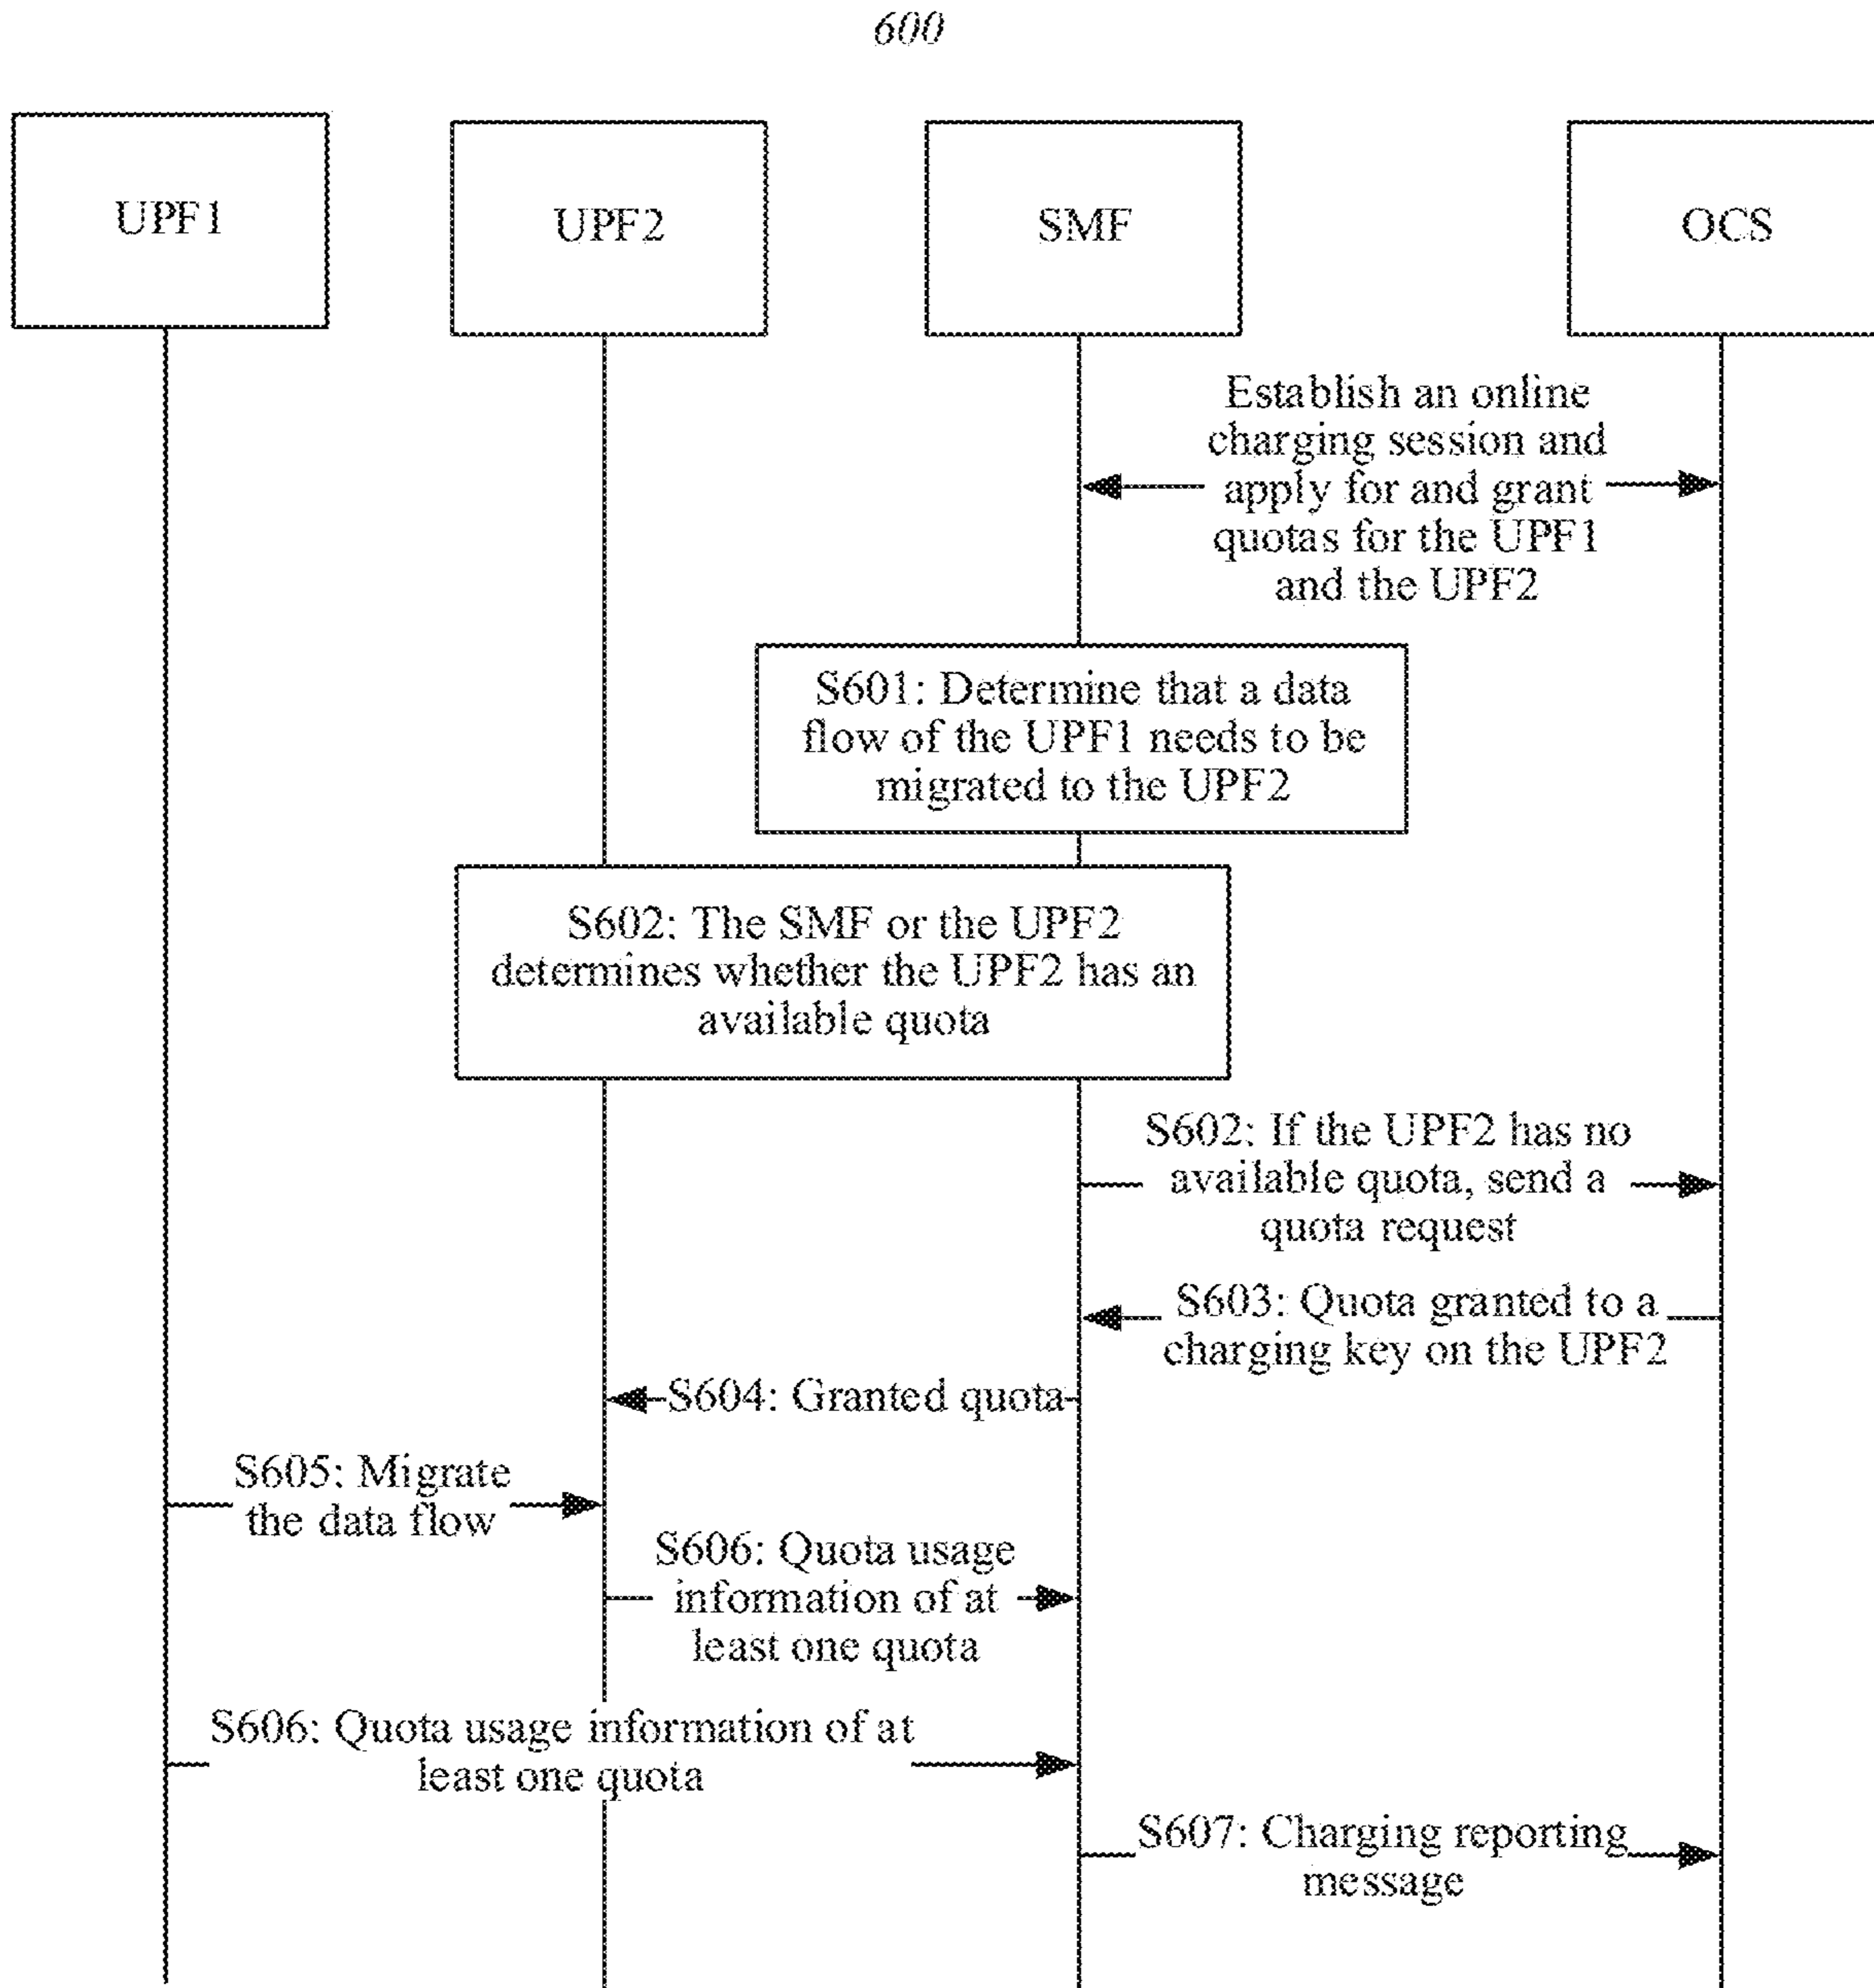 600
UPF1
UPF2
SMF
OCS
Establish an online
charging session and
apply for and grant
quotas for the UPF1
and the UPF2
S601: Determine that a data
flow of the UPF1 needs to be
migrated to the UPF2
S602: The SMF or the UPF2
determines whether the UPF2 has an
available quota
S602: If the UPF2 has no
available quota, send a
quota request
S603: Quota granted to a
charging key on the UPF2
S604: Granted quota
S605: Migrate
the data flow
S606: Quota usage
information of at
least one quota
S606: Quota usage information of at
least one quota
S607: Charging reporting
message